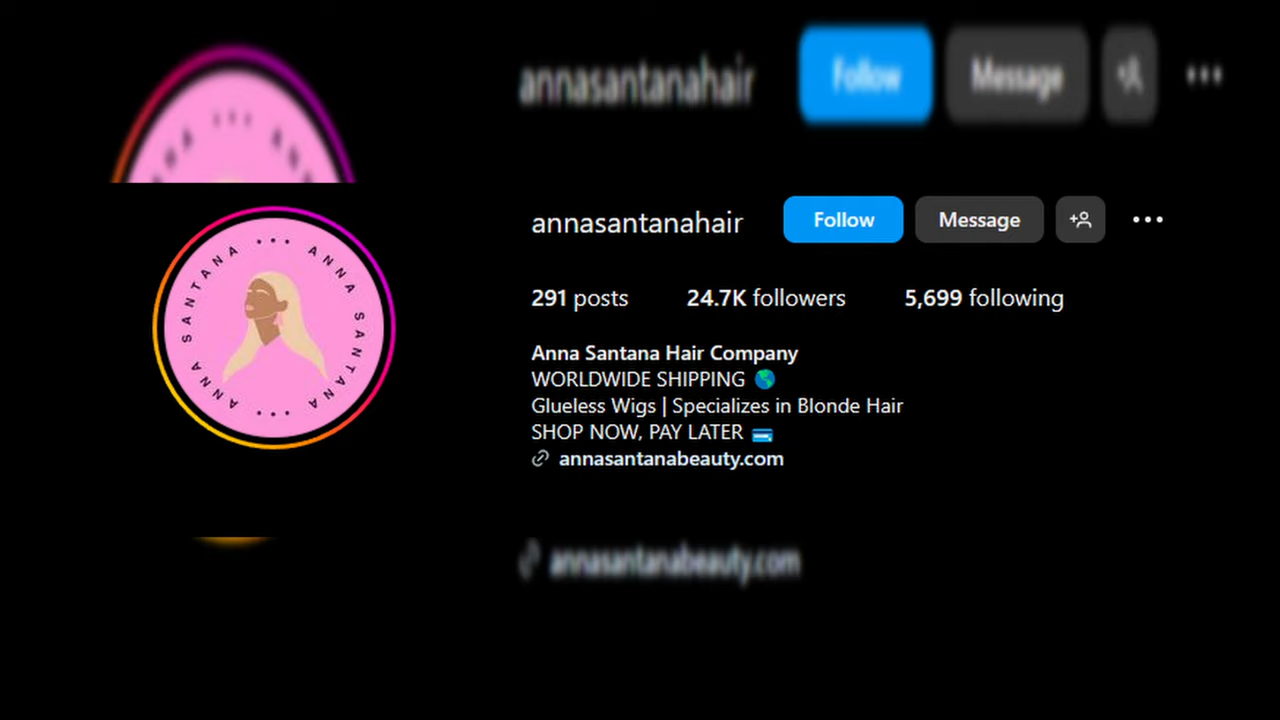 annasantanahair Follow Message
annasantanahair Follow Message
291 posts 24.7K followers 5,699 following
ANNA SANTANA ANNA SANTANA
Anna Santana Hair Company
WORLDWIDE SHIPPING 🌎
Glueless Wigs | Specializes in Blonde Hair
SHOP NOW, PAY LATER 💳
annasantanabeauty.com
annasantanabeauty.com